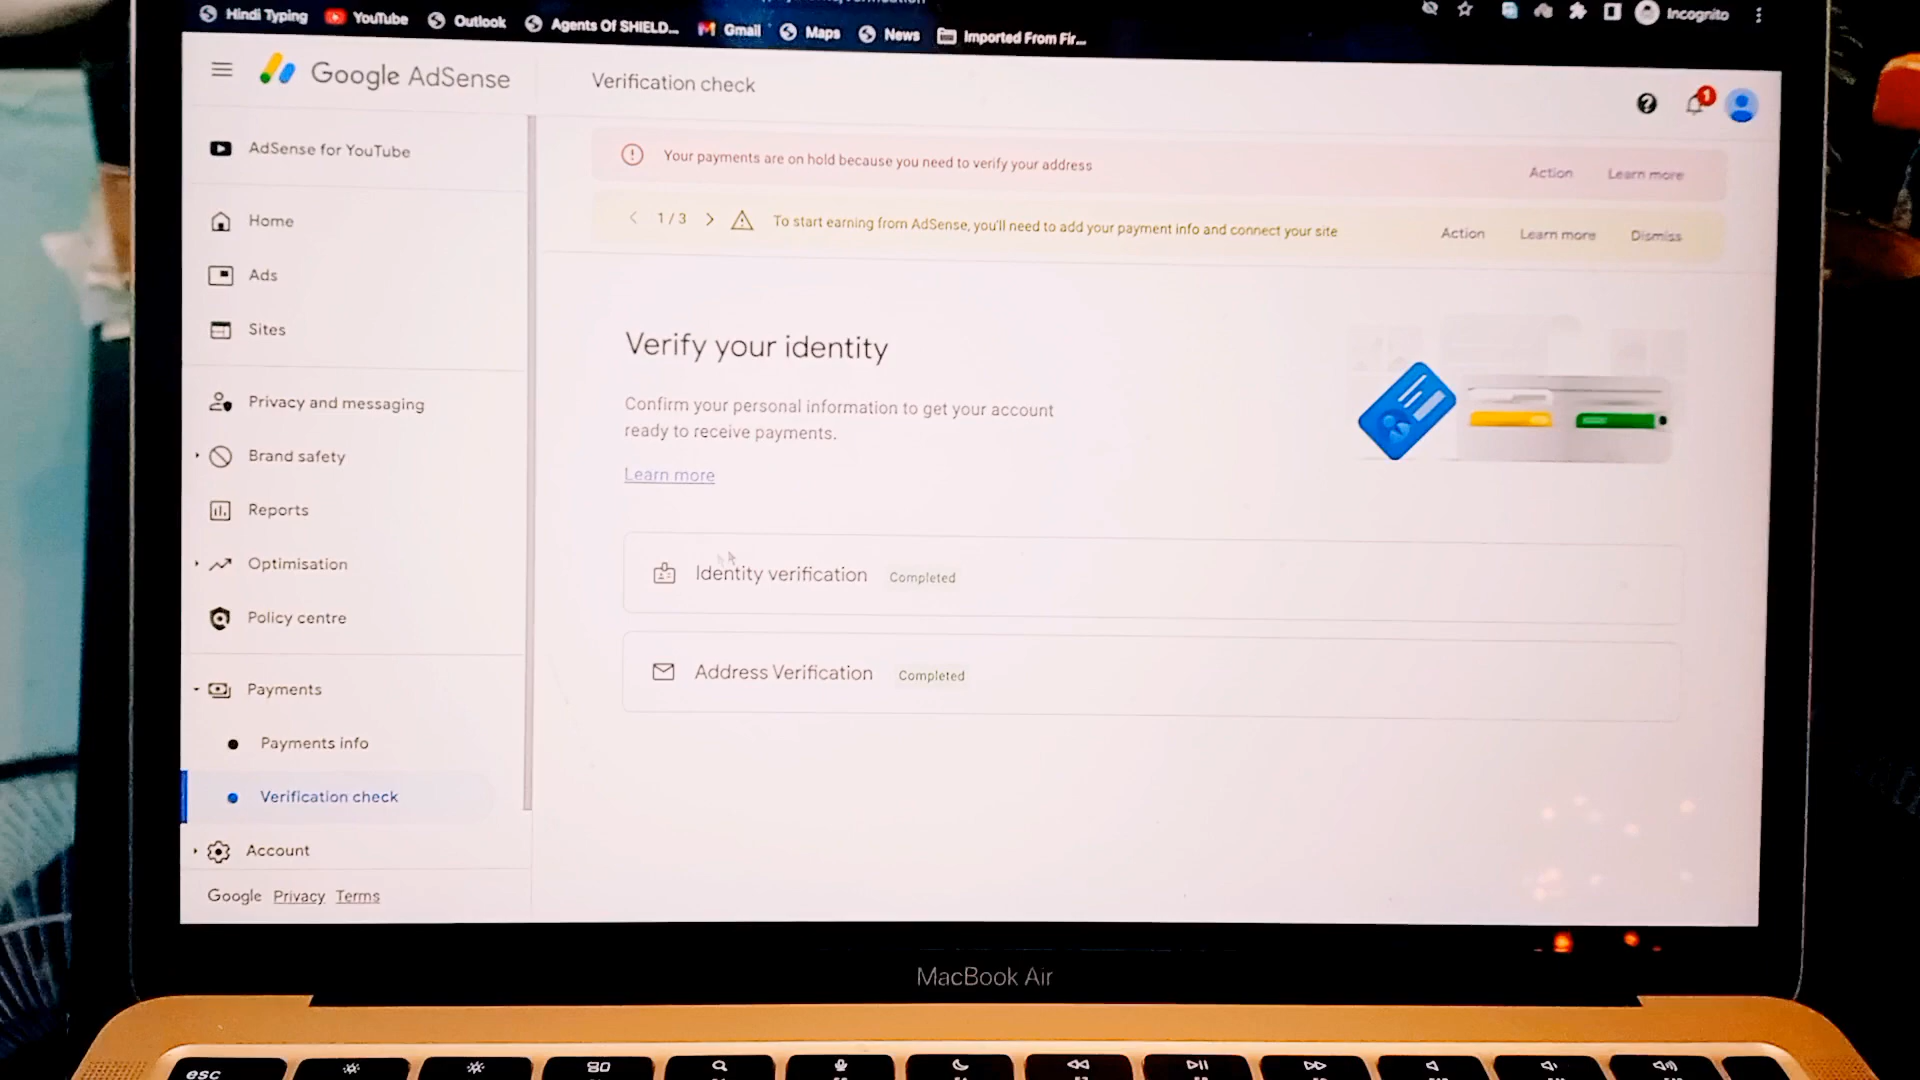 Hindi Typing YouTube Outlook Agents Of SHIELD... Gmail Maps News Imported From Fir... Incognito
Google AdSense
Verification check
1
AdSense for YouTube
Home
Ads
Sites
Privacy and messaging
Brand safety
Reports
Optimisation
Policy centre
Payments
Payments info
Verification check
Account
Google Privacy Terms
Your payments are on hold because you need to verify your address Action Learn more
1 / 3 To start earning from AdSense, you'll need to add your payment info and connect your site Action Learn more Dismiss
Verify your identity
Confirm your personal information to get your account
ready to receive payments.
Learn more
Identity verification Completed
Address Verification Completed
MacBook Air
esc